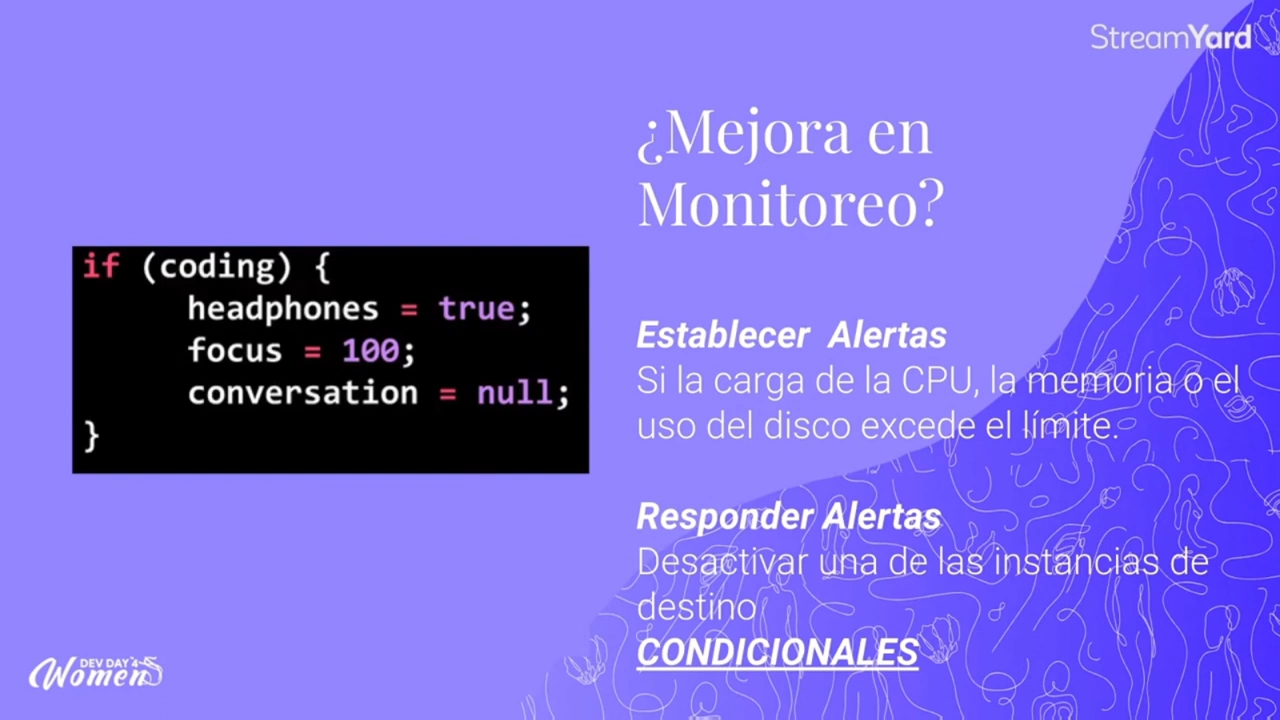 StreamYard
¿Mejora en
Monitoreo?
if (coding) {
headphones = true;
focus = 100;
conversation = null;
}
Establecer Alertas
Si la carga de la CPU, la memoria o el
uso del disco excede el límite.
Responder Alertas
Desactivar una de las instancias de
destino
CONDICIONALES
DEV DAY 4
Women